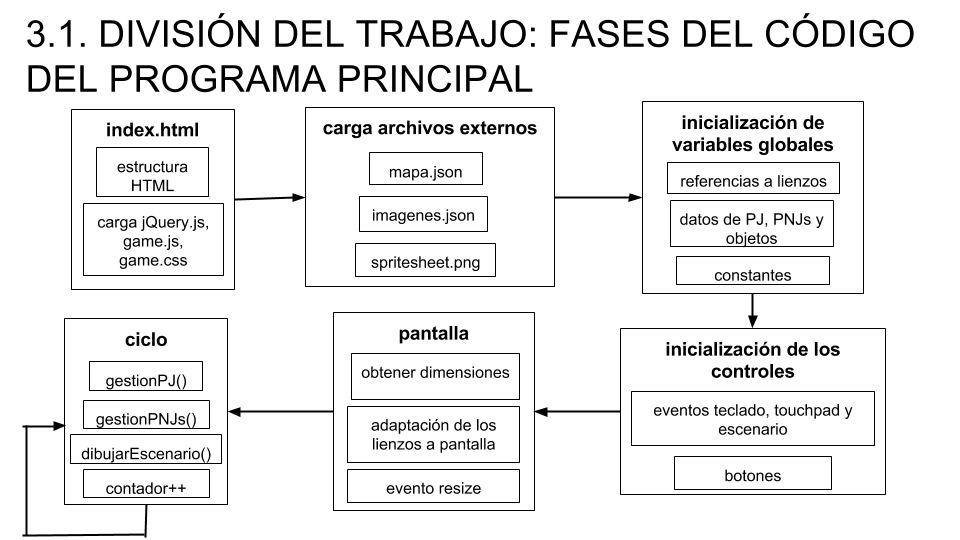 3.1. DIVISIÓN DEL TRABAJO: FASES DEL CÓDIGO
DEL PROGRAMA PRINCIPAL
index.html
estructura
HTML
carga jQuery.js,
game.js,
game.css
carga archivos externos
mapa.json
imagenes.json
spritesheet.png
inicialización de
variables globales
referencias a lienzos
datos de PJ, PNJs y
objetos
constantes
inicialización de los
controles
eventos teclado, touchpad y
escenario
botones
pantalla
obtener dimensiones
adaptación de los
lienzos a pantalla
evento resize
ciclo
gestionPJ()
gestionPNJs()
dibujarEscenario()
contador++